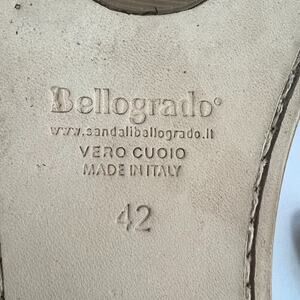 Bellogrado®
www.sandalibellogrado.it
VERO CUOIO
MADE IN ITALY
42